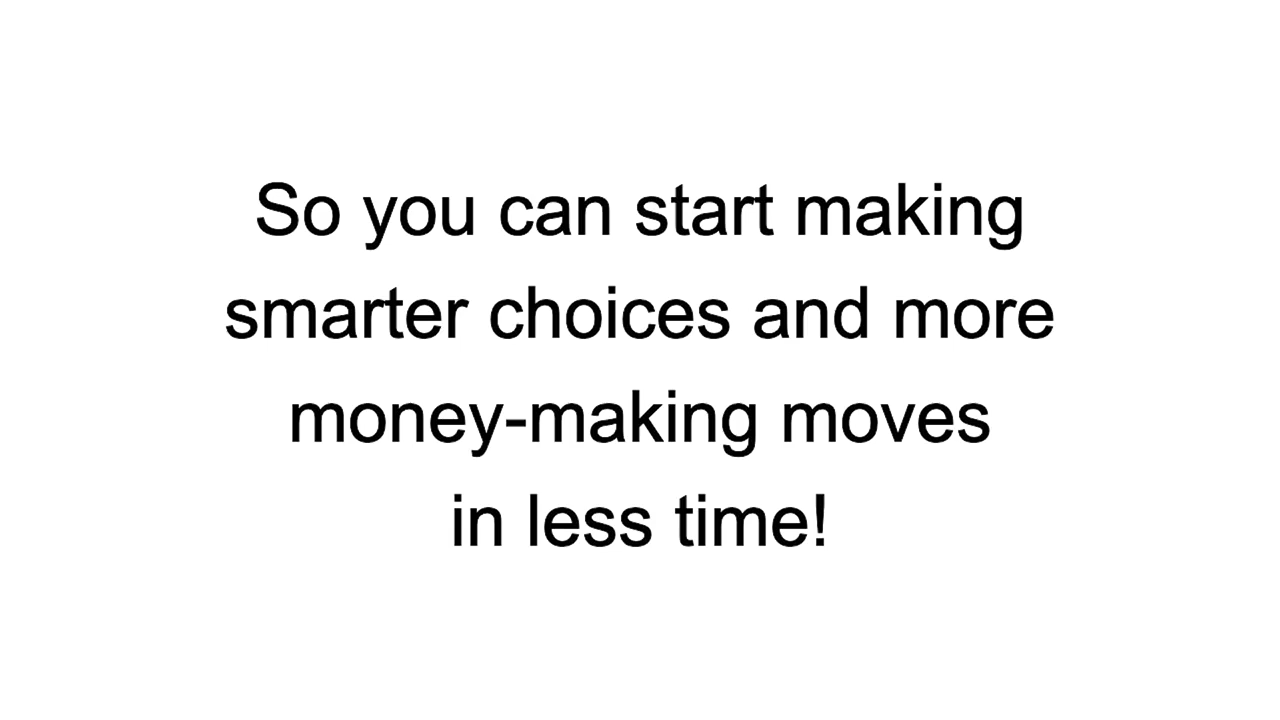 So you can start making
smarter choices and more
money-making moves
in less time!